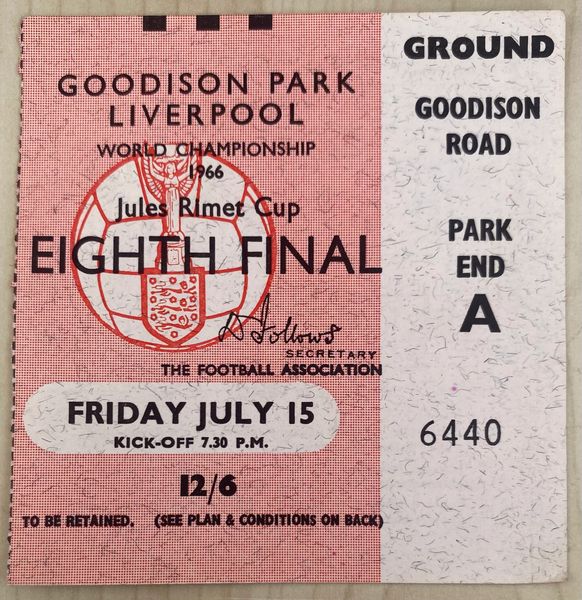 GOODISON PARK
LIVERPOOL
WORLD CHAMPIONSHIP
1966
Jules RImet Cup
EIGHTH FINAL
D Follows
SECRETARY
THE FOOTBALL ASSOCIATION
FRIDAY JULY 15
KICK-OFF 7.30 P.M.
12/6
TO BE RETAINED. (SEE PLAN & CONDITIONS ON BACK)
GROUND
GOODISON
ROAD
PARK
END
A
6440